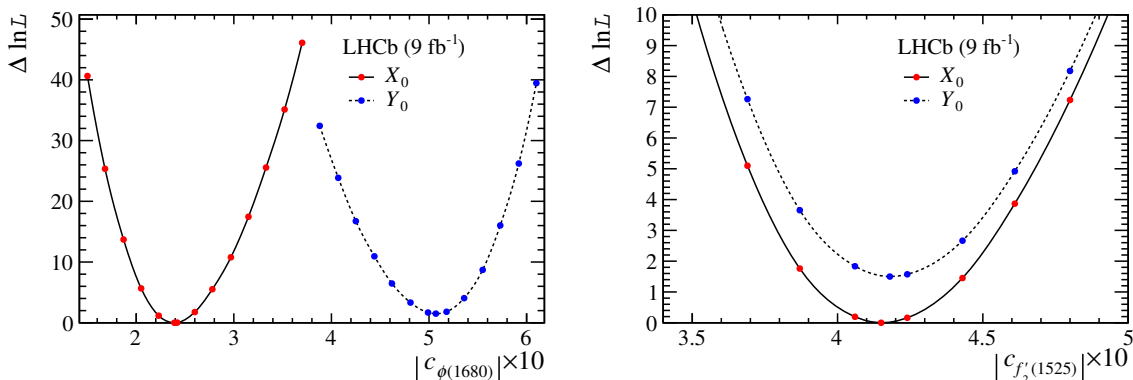 Δ ln L
50
40
30
20
10
0
LHCb (9 fb⁻¹)
X₀
Y₀
2 3 4 5 6
|c_ϕ(1680)|×10
Δ ln L
10
9
8
7
6
5
4
3
2
1
0
LHCb (9 fb⁻¹)
X₀
Y₀
3.5 4 4.5 5
|c_f₂′(1525)|×10